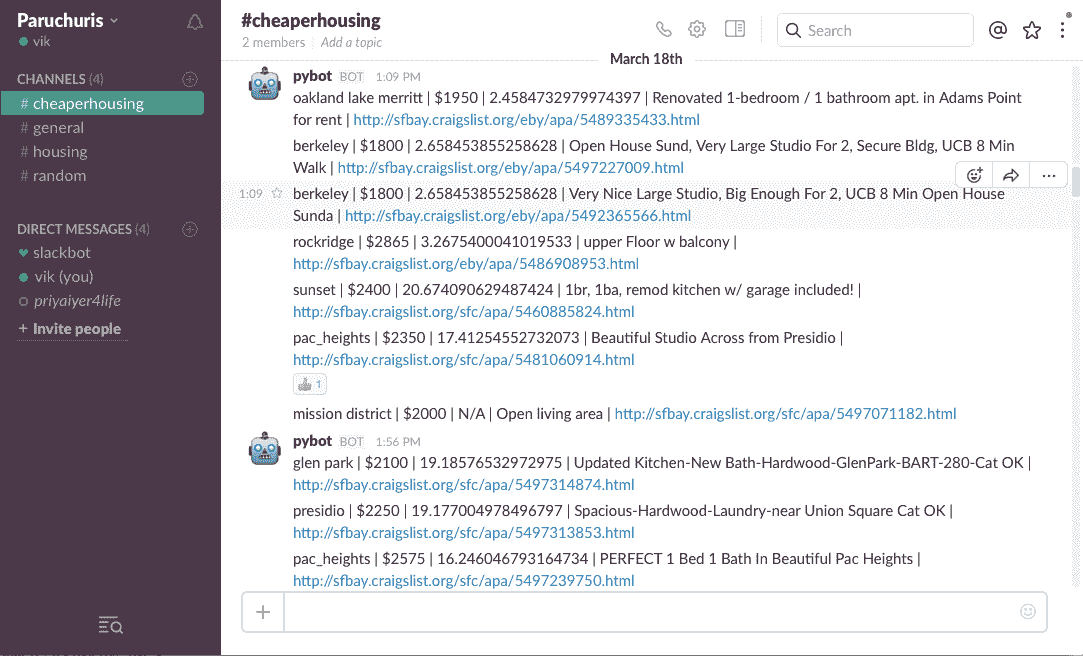 Paruchuris
vik
CHANNELS (4)
# cheaperhousing
# general
# housing
# random
DIRECT MESSAGES (4)
slackbot
vik (you)
priyaiyer4life
+ Invite people
#cheaperhousing
2 members | Add a topic
Search
March 18th
pybot BOT 1:09 PM
oakland lake merritt | $1950 | 2.4584732979974397 | Renovated 1-bedroom / 1 bathroom apt. in Adams Point
for rent | http://sfbay.craigslist.org/eby/apa/5489335433.html
berkeley | $1800 | 2.658453855258628 | Open House Sund, Very Large Studio For 2, Secure Bldg, UCB 8 Min
Walk | http://sfbay.craigslist.org/eby/apa/5497227009.html
1:09 berkeley | $1800 | 2.658453855258628 | Very Nice Large Studio, Big Enough For 2, UCB 8 Min Open House
Sunda | http://sfbay.craigslist.org/eby/apa/5492365566.html
rockridge | $2865 | 3.2675400041019533 | upper Floor w balcony |
http://sfbay.craigslist.org/eby/apa/5486908953.html
sunset | $2400 | 20.674090629487424 | 1br, 1ba, remod kitchen w/ garage included! |
http://sfbay.craigslist.org/sfc/apa/5460885824.html
pac_heights | $2350 | 17.41254552732073 | Beautiful Studio Across from Presidio |
http://sfbay.craigslist.org/sfc/apa/5481060914.html
1
mission district | $2000 | N/A | Open living area | http://sfbay.craigslist.org/sfc/apa/5497071182.html
pybot BOT 1:56 PM
glen park | $2100 | 19.18576532972975 | Updated Kitchen-New Bath-Hardwood-GlenPark-BART-280-Cat OK |
http://sfbay.craigslist.org/sfc/apa/5497314874.html
presidio | $2250 | 19.177004978496797 | Spacious-Hardwood-Laundry-near Union Square Cat OK |
http://sfbay.craigslist.org/sfc/apa/5497313853.html
pac_heights | $2575 | 16.246046793164734 | PERFECT 1 Bed 1 Bath In Beautiful Pac Heights |
http://sfbay.craigslist.org/sfc/apa/5497239750.html